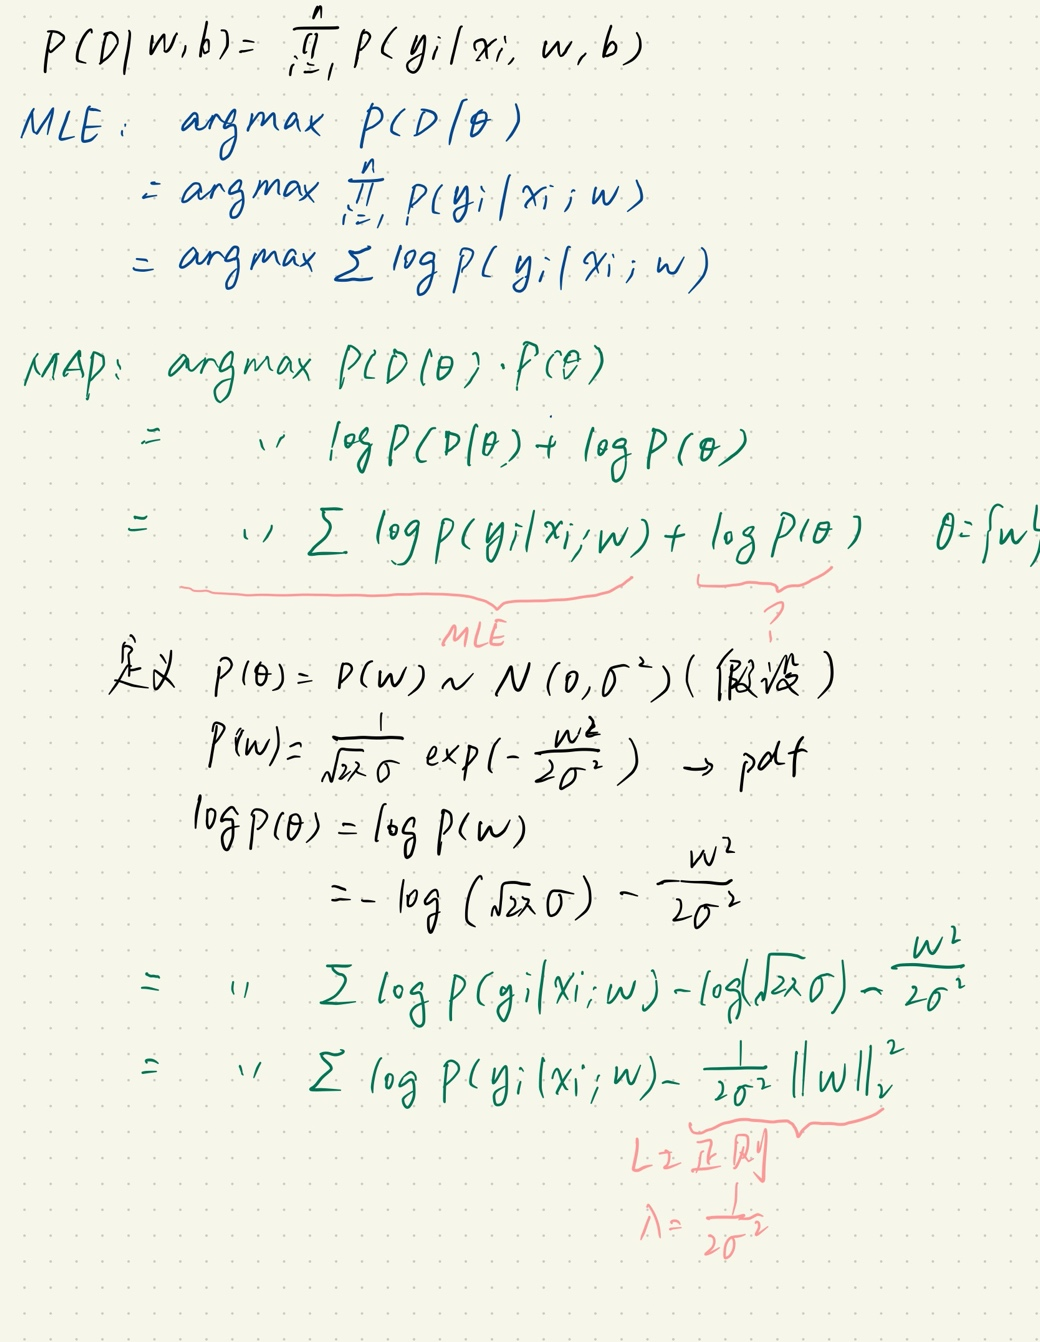 P(D|w,b) = ∏_{i=1}^{n} P(yi|xi, w, b)
MLE: argmax P(D|θ)
= argmax ∏_{i=1}^{n} P(yi|xi; w)
= argmax Σ log P(yi|xi; w)
MAP: argmax P(D|θ)·P(θ)
= 〃 log P(D|θ) + log P(θ)
= 〃 Σ log P(yi|xi; w) + log P(θ) θ={w}
MLE ?
定义 P(θ) = P(w) ~ N(0, σ²) (假设)
P(w) = 1/(√2π σ) exp(- w²/2σ²) → pdf
log P(θ) = log P(w)
= - log (√2π σ) - w²/2σ²
= 〃 Σ log P(yi|xi; w) - log(√2π σ) - w²/2σ²
= 〃 Σ log P(yi|xi; w) - 1/2σ² ||w||₂²
L2 正则
λ = 1/2σ²